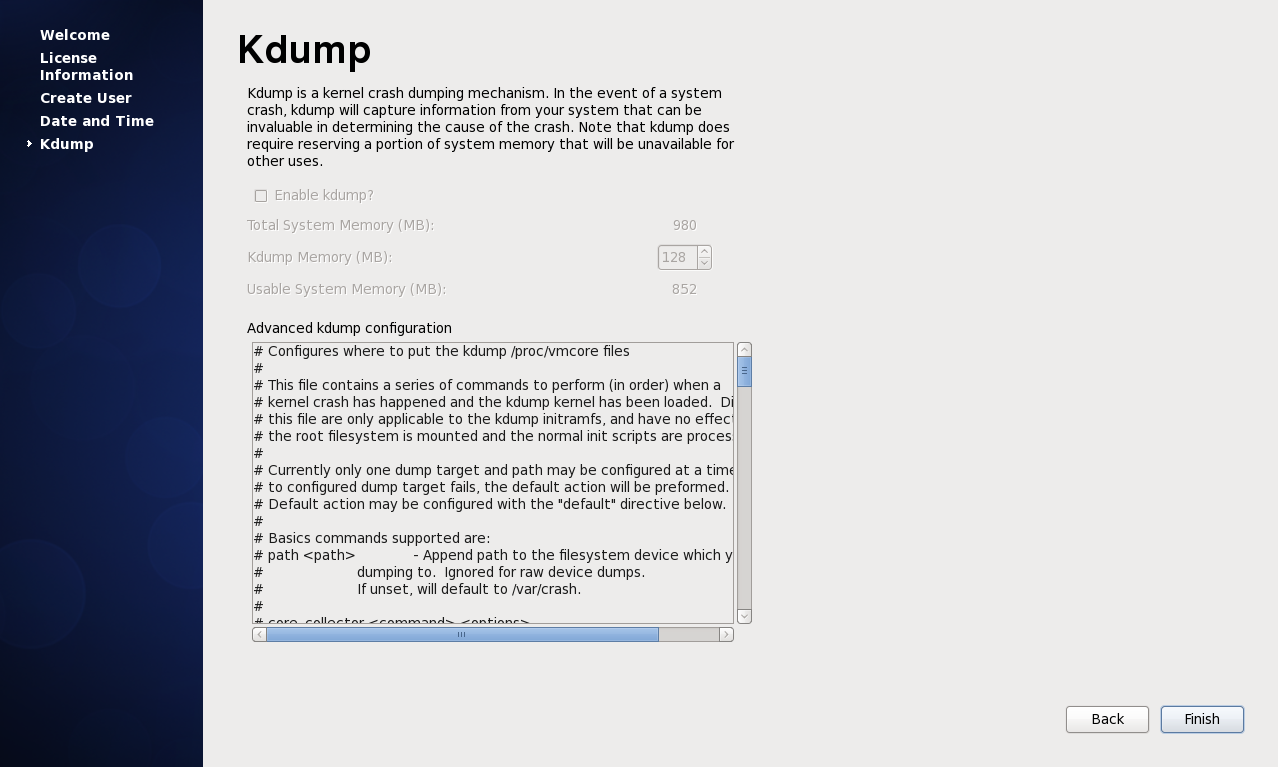 Welcome
License
Information
Create User
Date and Time
Kdump
Kdump
Kdump is a kernel crash dumping mechanism. In the event of a system
crash, kdump will capture information from your system that can be
invaluable in determining the cause of the crash. Note that kdump does
require reserving a portion of system memory that will be unavailable for
other uses.
Enable kdump?
Total System Memory (MB): 980
Kdump Memory (MB): 128
Usable System Memory (MB): 852
Advanced kdump configuration
# Configures where to put the kdump /proc/vmcore files
#
# This file contains a series of commands to perform (in order) when a
# kernel crash has happened and the kdump kernel has been loaded.  Di
# this file are only applicable to the kdump initramfs, and have no effect
# the root filesystem is mounted and the normal init scripts are proces
#
# Currently only one dump target and path may be configured at a time
# to configured dump target fails, the default action will be preformed.
# Default action may be configured with the "default" directive below.
#
# Basics commands supported are:
# path <path> - Append path to the filesystem device which y
# dumping to.  Ignored for raw device dumps.
# If unset, will default to /var/crash.
#
# core_collector <command> <options>
Back
Finish